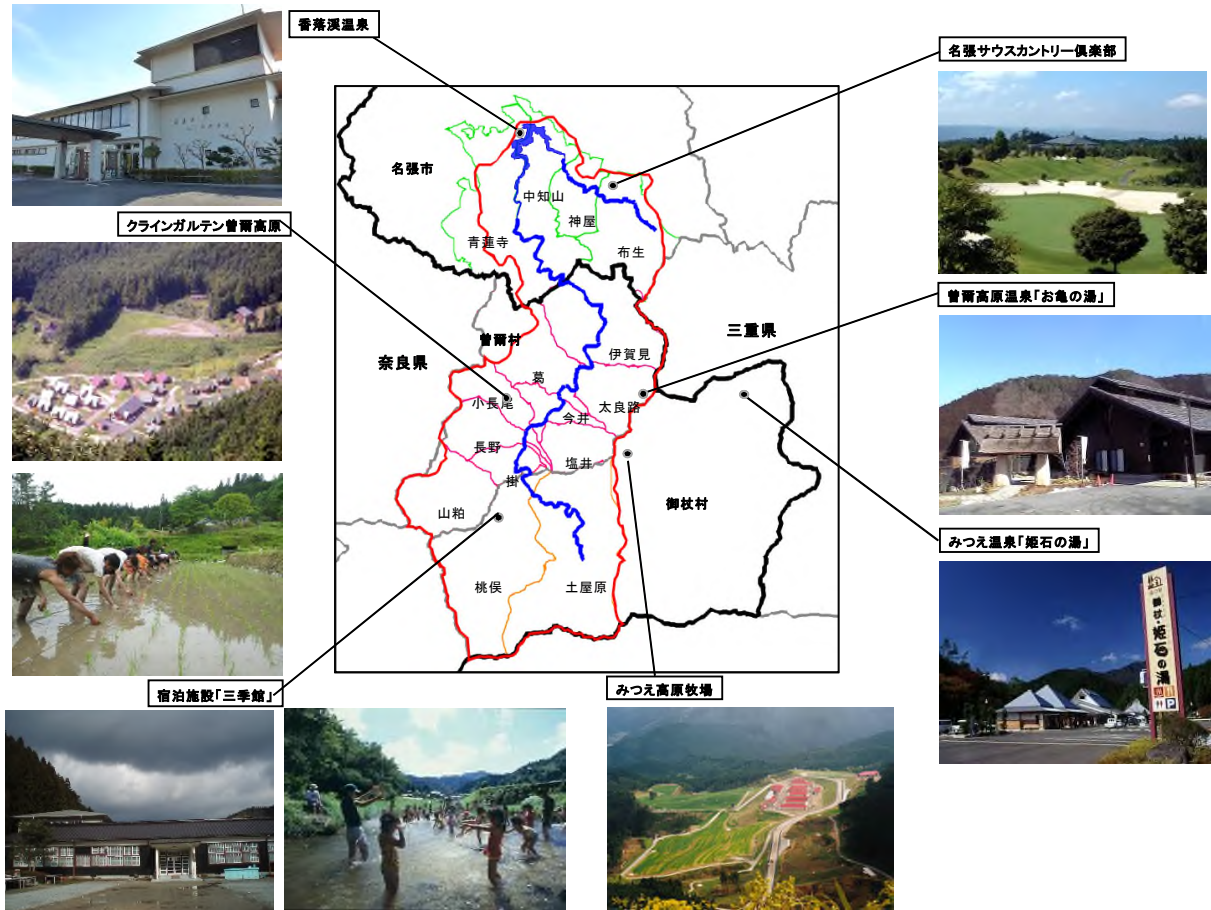 香落渓温泉
名張サウスカントリー倶楽部
名張市
中知山
神屋
クラインガルテン曽爾高原
青蓮寺
布生
曽爾高原温泉「お亀の湯」
曽爾村
三重県
奈良県
伊賀見
葛
小長尾
太良路
今井
長野
塩井
掛
御杖村
山粕
みつえ温泉「姫石の湯」
桃俣
土屋原
御杖・姫石の湯
P
宿泊施設「三季館」
みつえ高原牧場